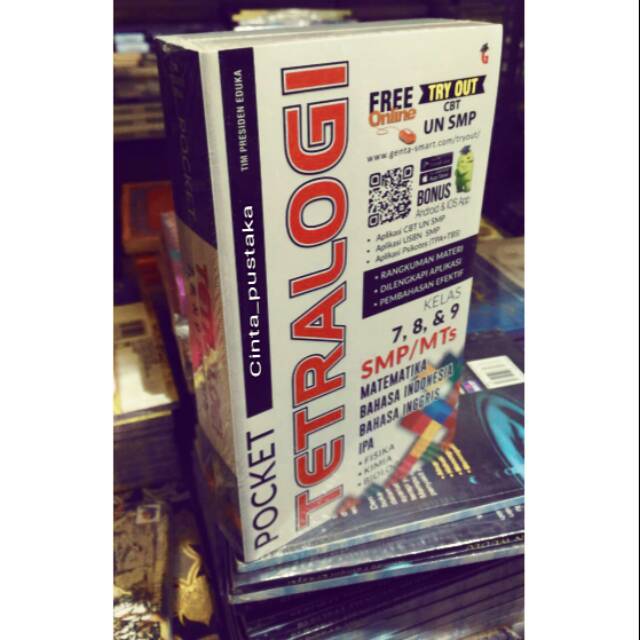 TIM PRESIDEN EDUKA
Cinta_pustaka
POCKET
TETRALOGI
FREE
Online
TRY OUT
CBT
UN SMP
www.genta-smart.com/tryout/
BONUS
Android & iOS App
• Aplikasi CBT UN SMP
• Aplikasi USBN SMP
• Aplikasi Psikotes (TPA+TBS)
• RANGKUMAN MATERI
• DILENGKAPI APLIKASI
• PEMBAHASAN EFEKTIF
KELAS
7, 8, & 9
SMP/MTs
MATEMATIKA
BAHASA INDONESIA
BAHASA INGGRIS
IPA
• FISIKA
• KIMIA
POCKET